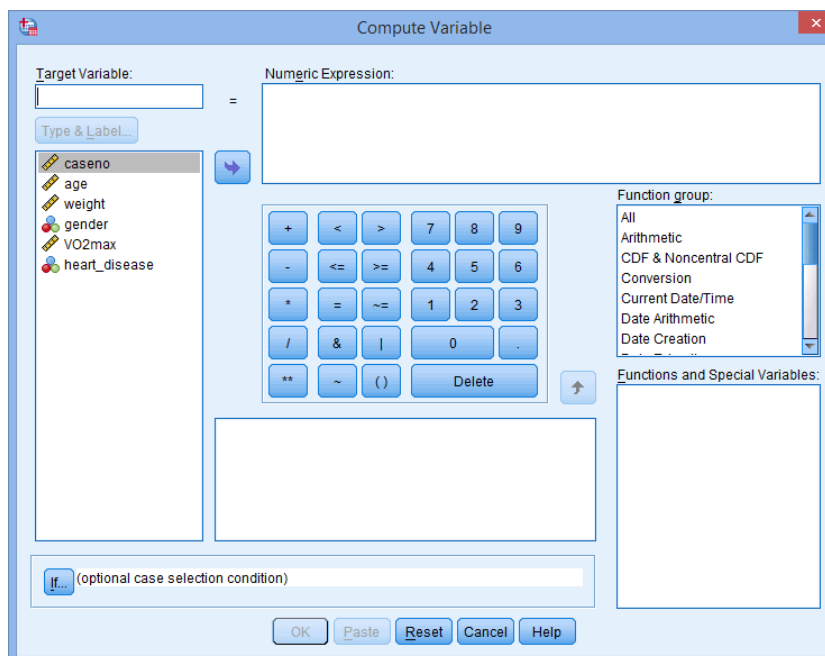 Compute Variable
Target Variable:
=
Numeric Expression:
Type & Label...
caseno
age
weight
gender
VO2max
heart_disease
+ < > 7 8 9
- <= >= 4 5 6
* = ~= 1 2 3
/ & | 0 .
** ~ ( ) Delete
Function group:
All
Arithmetic
CDF & Noncentral CDF
Conversion
Current Date/Time
Date Arithmetic
Date Creation
Functions and Special Variables:
If... (optional case selection condition)
OK Paste Reset Cancel Help